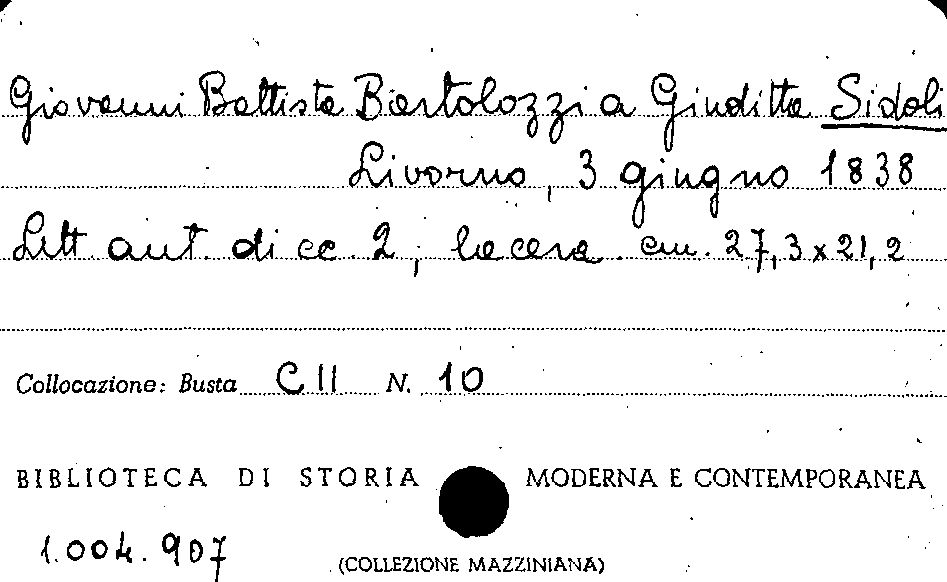 Giovanni Battista Bartolozzi a Giuditta Sidoli
Livorno, 3 giugno 1838
Lett. aut. di cc. 2, lacera. cm. 27,3 x 21,2
Collocazione: Busta C II N. 10
BIBLIOTECA DI STORIA MODERNA E CONTEMPORANEA
1.004.907 (COLLEZIONE MAZZINIANA)